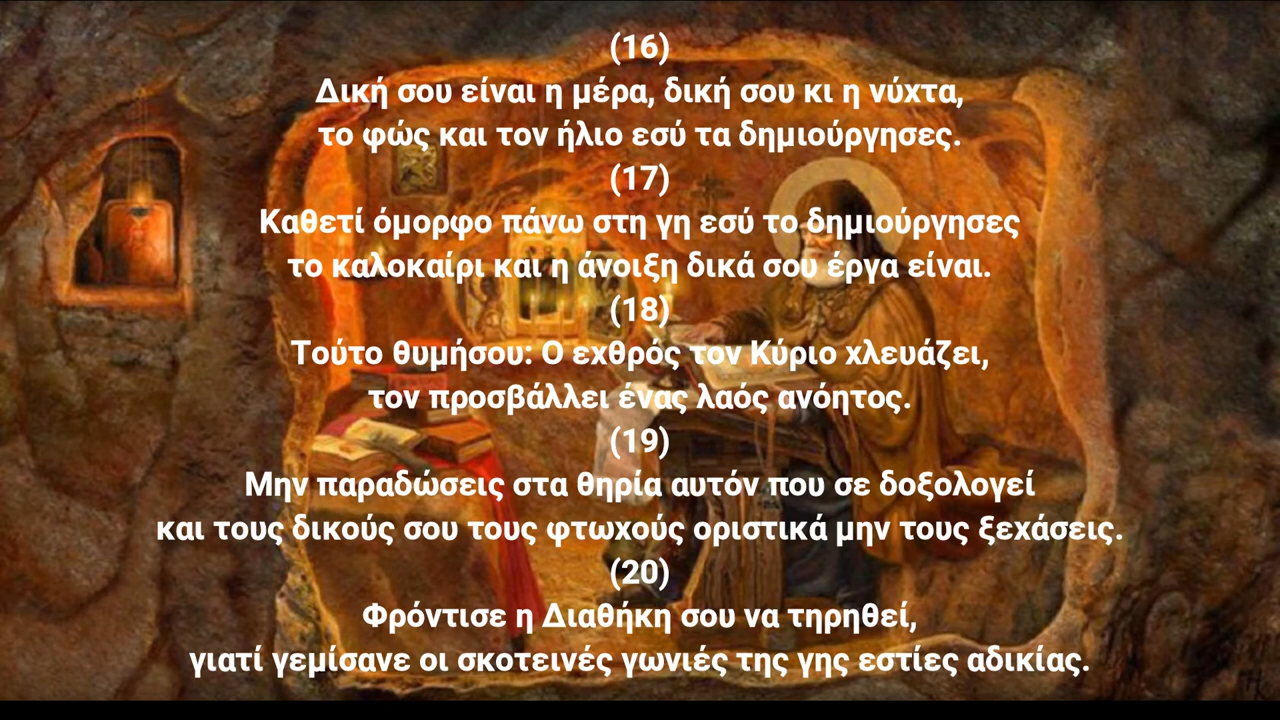 (16)
Δική σου είναι η μέρα, δική σου κι η νύχτα,
το φώς και τον ήλιο εσύ τα δημιούργησες.
(17)
Καθετί όμορφο πάνω στη γη εσύ το δημιούργησες
το καλοκαίρι και η άνοιξη δικά σου έργα είναι.
(18)
Τούτο θυμήσου: Ο εχθρός τον Κύριο χλευάζει,
τον προσβάλλει ένας λαός ανόητος.
(19)
Μην παραδώσεις στα θηρία αυτόν που σε δοξολογεί
και τους δικούς σου τους φτωχούς οριστικά μην τους ξεχάσεις.
(20)
Φρόντισε η Διαθήκη σου να τηρηθεί,
γιατί γεμίσανε οι σκοτεινές γωνιές της γης εστίες αδικίας.